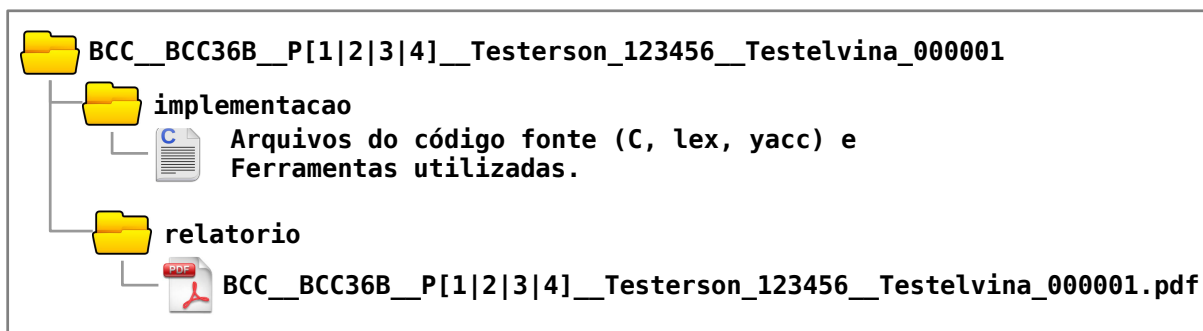 BCC__BCC36B__P[1|2|3|4]__Testerson_123456__Testelvina_000001
implementacao
C
Arquivos do código fonte (C, lex, yacc) e
Ferramentas utilizadas.
relatorio
PDF
BCC__BCC36B__P[1|2|3|4]__Testerson_123456__Testelvina_000001.pdf